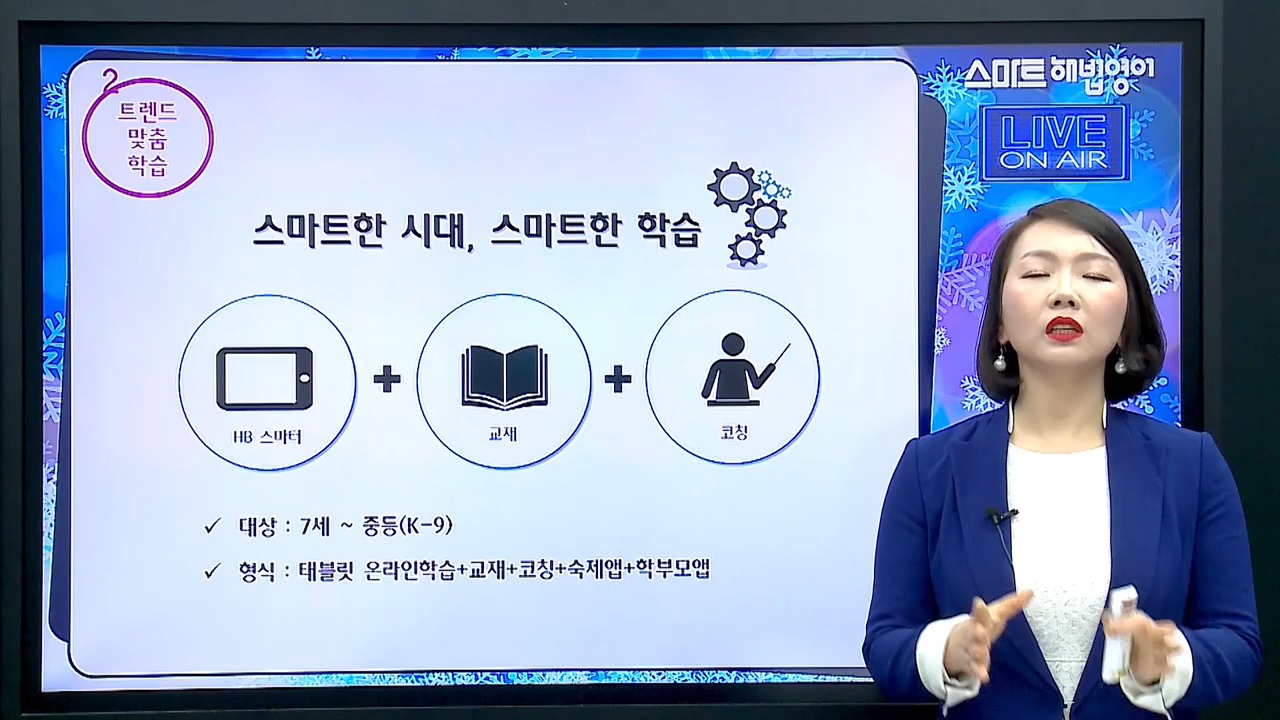 2
트렌드
맞춤
학습
스마트한 시대, 스마트한 학습
HB 스마터
교재
코칭
✓ 대상 : 7세 ~ 중등(K-9)
✓ 형식 : 태블릿 온라인학습+교재+코칭+숙제앱+학부모앱
스마트해법영어
LIVE
ON AIR